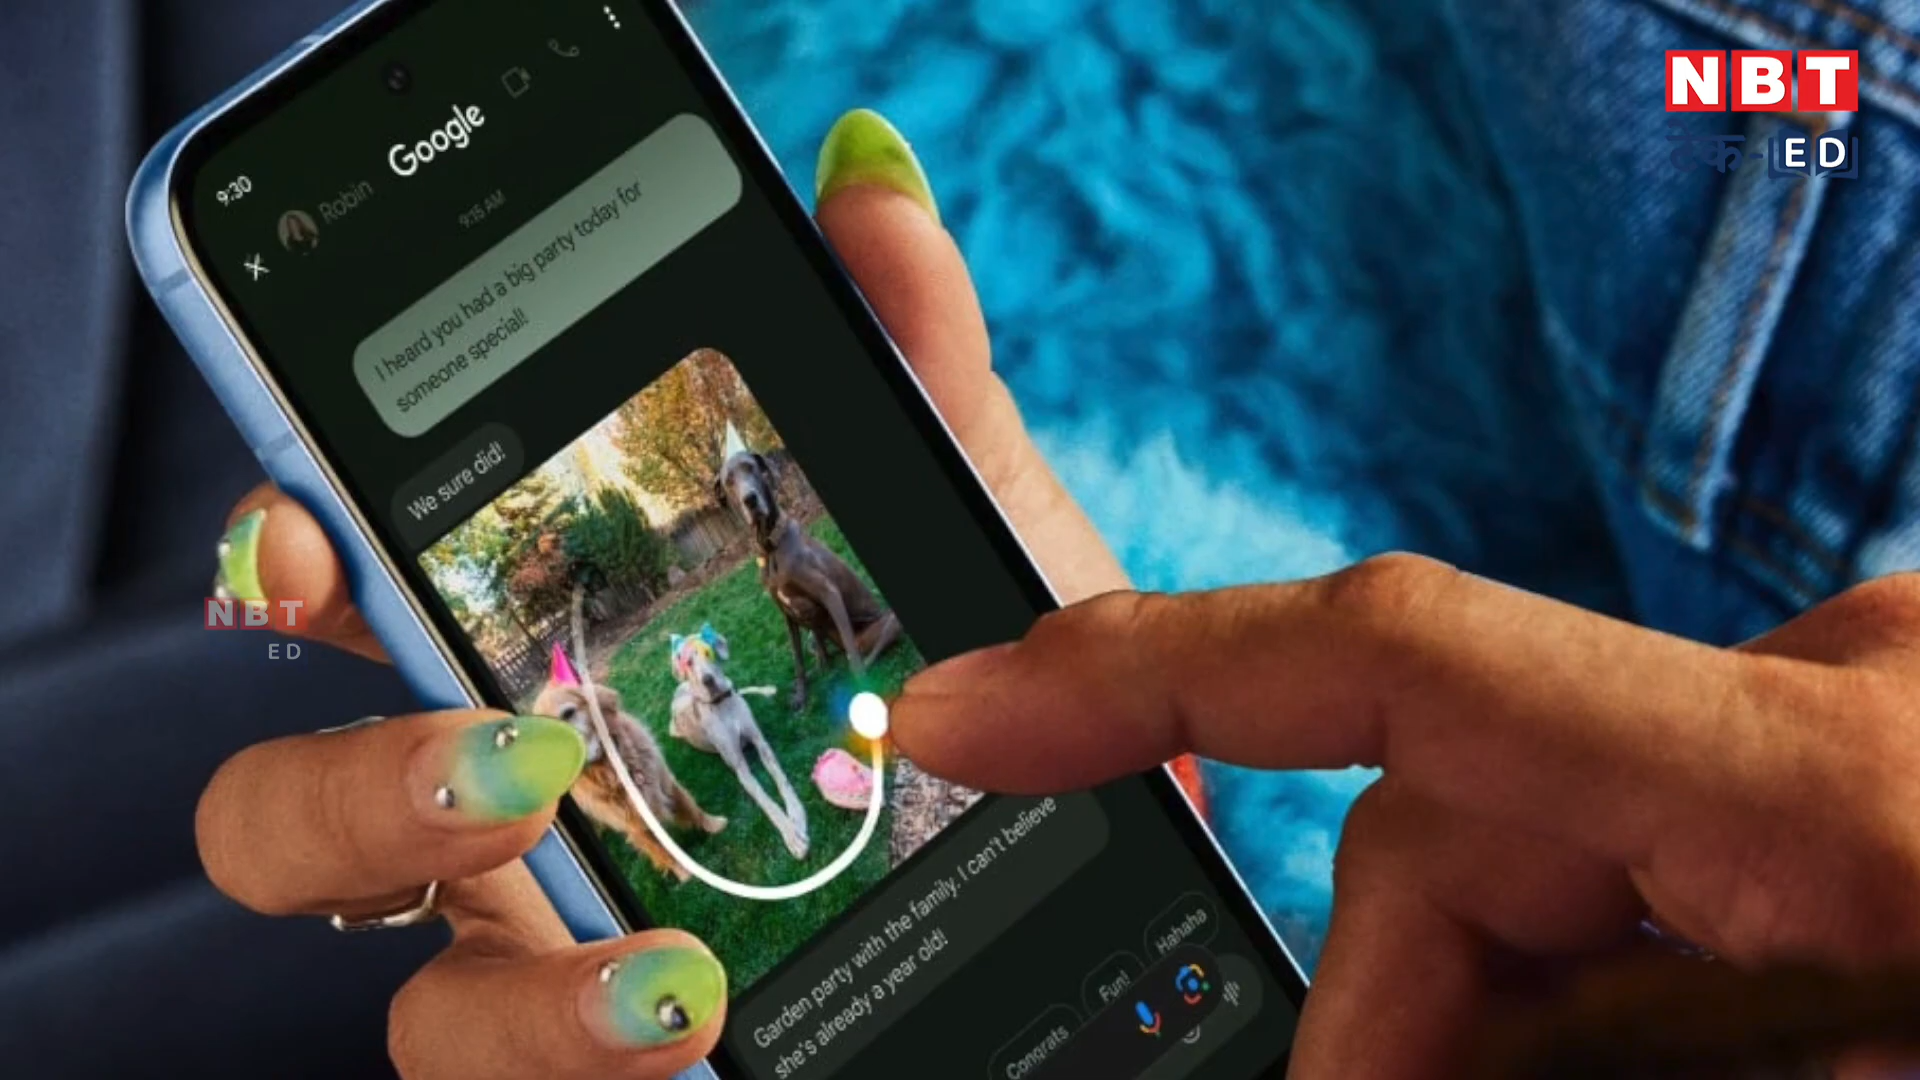 NBT
टेक-ED
9:30
Google
Robin
9:15 AM
I heard you had a big party today for
someone special!
We sure did!
Garden party with the family. I can't believe
she's already a year old!
Congrats
Fun!
Hahaha
NBT
ED